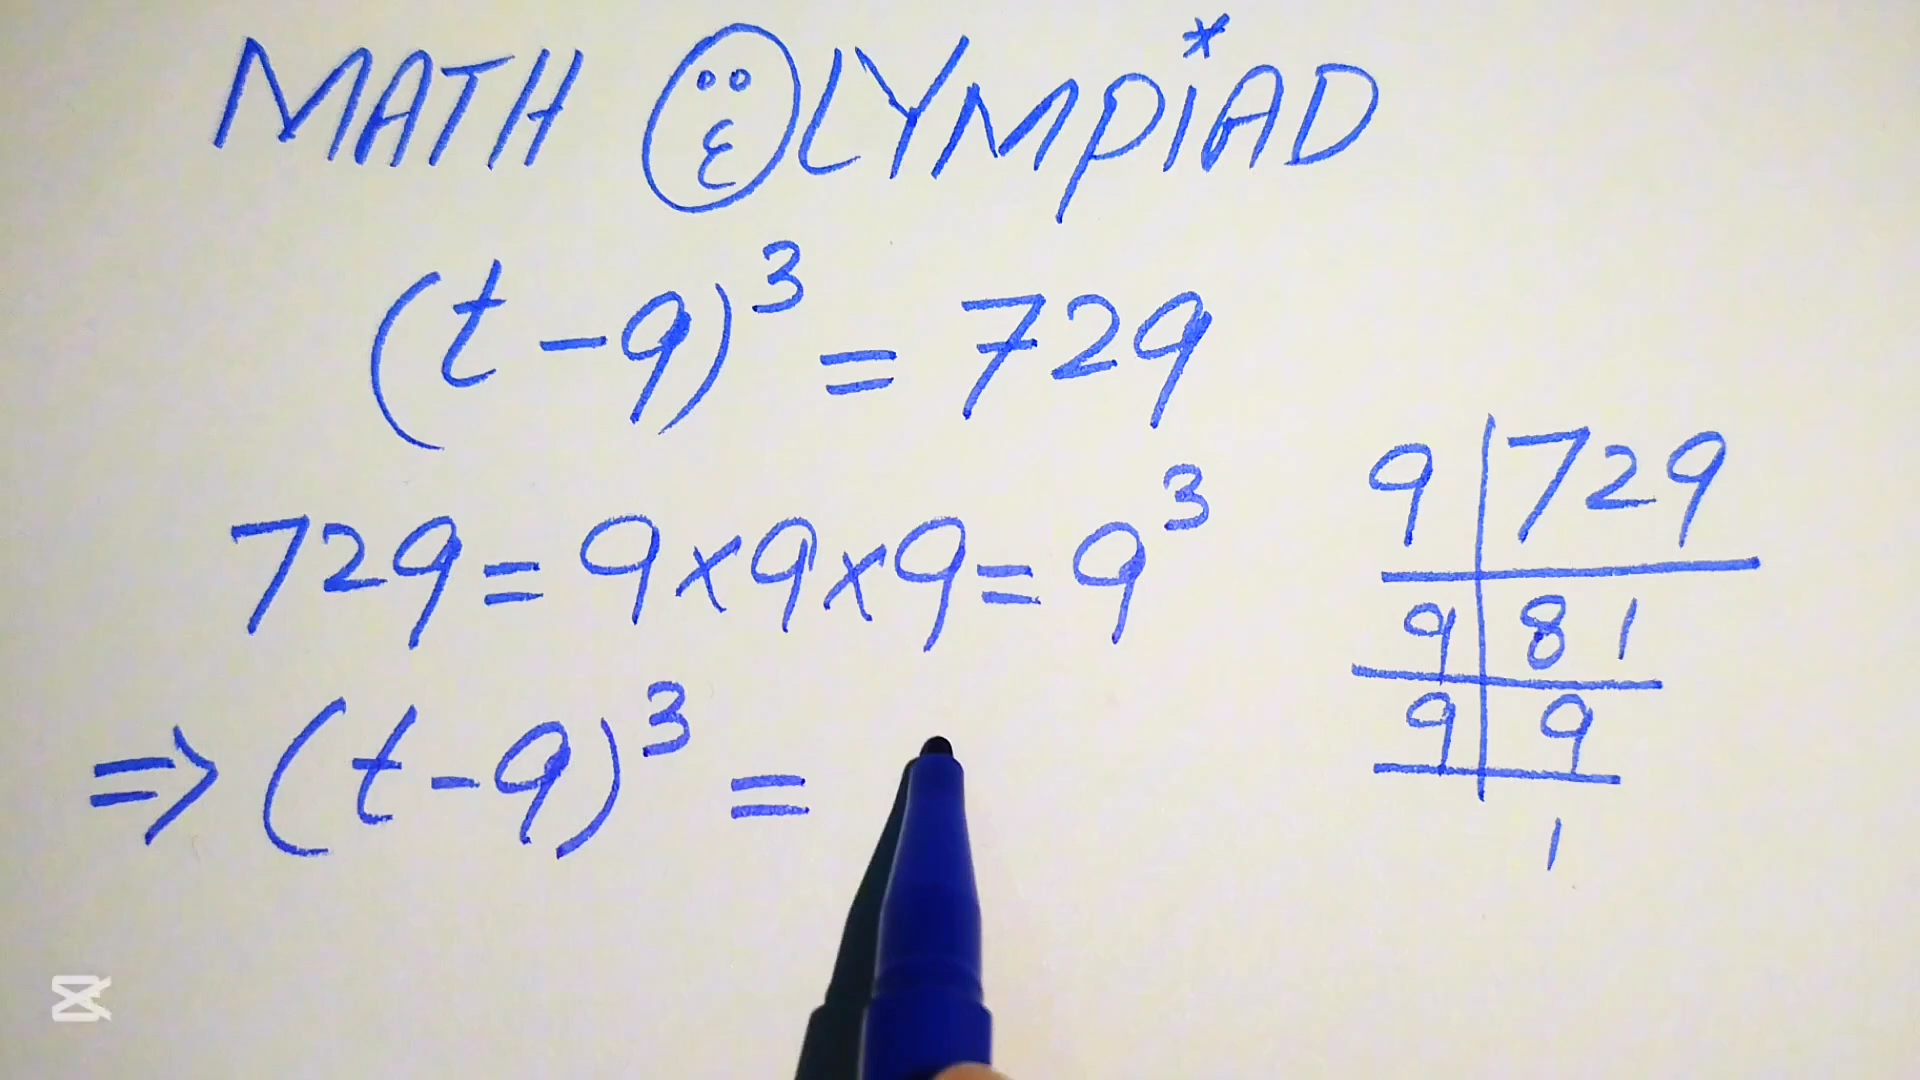 MATH OLYMPIAD
(t-9)³ = 729
729 = 9×9×9 = 9³
⇒ (t-9)³ =
9 | 729
9 | 81
9 | 9
1